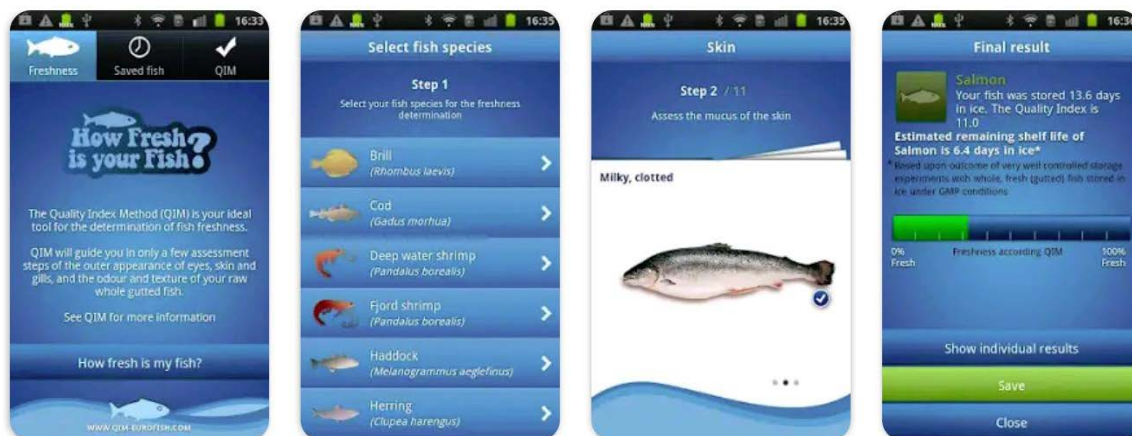 16:33
Freshness
Saved fish
QIM
How Fresh
is your Fish?
The Quality Index Method (QIM) is your ideal
tool for the determination of fish freshness.
QIM will guide you in only a few assessment
steps of the outer appearance of eyes, skin and
gills, and the odour and texture of your raw
whole gutted fish.
See QIM for more information
How fresh is my fish?
WWW.QIM-EUROFISH.COM
16:35
Select fish species
Step 1
Select your fish species for the freshness
determination
Brill
(Rhombus laevis)
Cod
(Gadus morhua)
Deep water shrimp
(Pandalus borealis)
Fjord shrimp
(Pandalus borealis)
Haddock
(Melanogrammus aeglefinus)
Herring
(Clupea harengus)
16:35
Skin
Step 2 / 11
Assess the mucus of the skin
Milky, clotted
16:36
Final result
Salmon
Your fish was stored 13.6 days
in ice. The Quality Index is
11.0
Estimated remaining shelf life of
Salmon is 6.4 days in ice*
* Based upon outcome of very well controlled storage
experiments with whole, fresh (gutted) fish stored in
ice under GMP conditions
0%
Fresh
Freshness according QIM
100%
Fresh
Show individual results
Save
Close